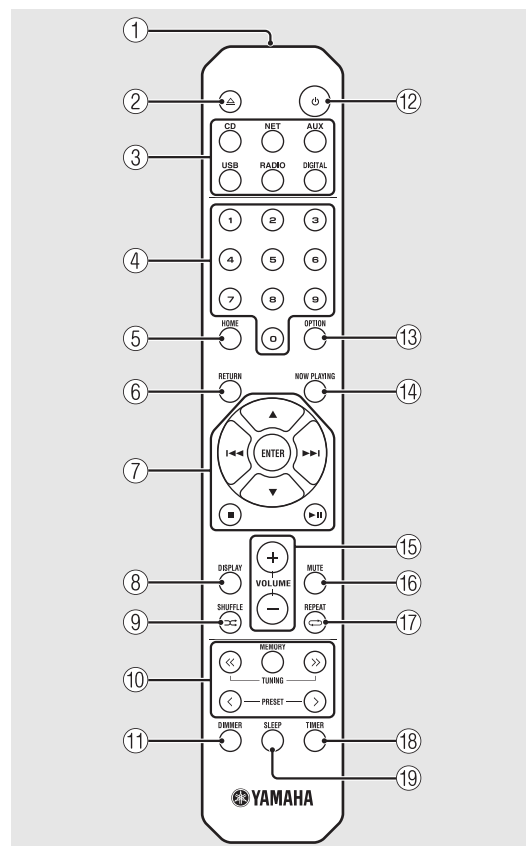 ①
② ⑫
CD NET AUX
③
USB RADIO DIGITAL
1 2 3
④ 4 5 6
7 8 9
⑤ HOME 0 OPTION ⑬
⑥ RETURN NOW PLAYING ⑭
⑦ ENTER
⑮
+
⑧ DISPLAY VOLUME MUTE ⑯
−
⑨ SHUFFLE REPEAT ⑰
MEMORY
⑩ TUNING
PRESET
⑪ DIMMER SLEEP TIMER ⑱
⑲
YAMAHA